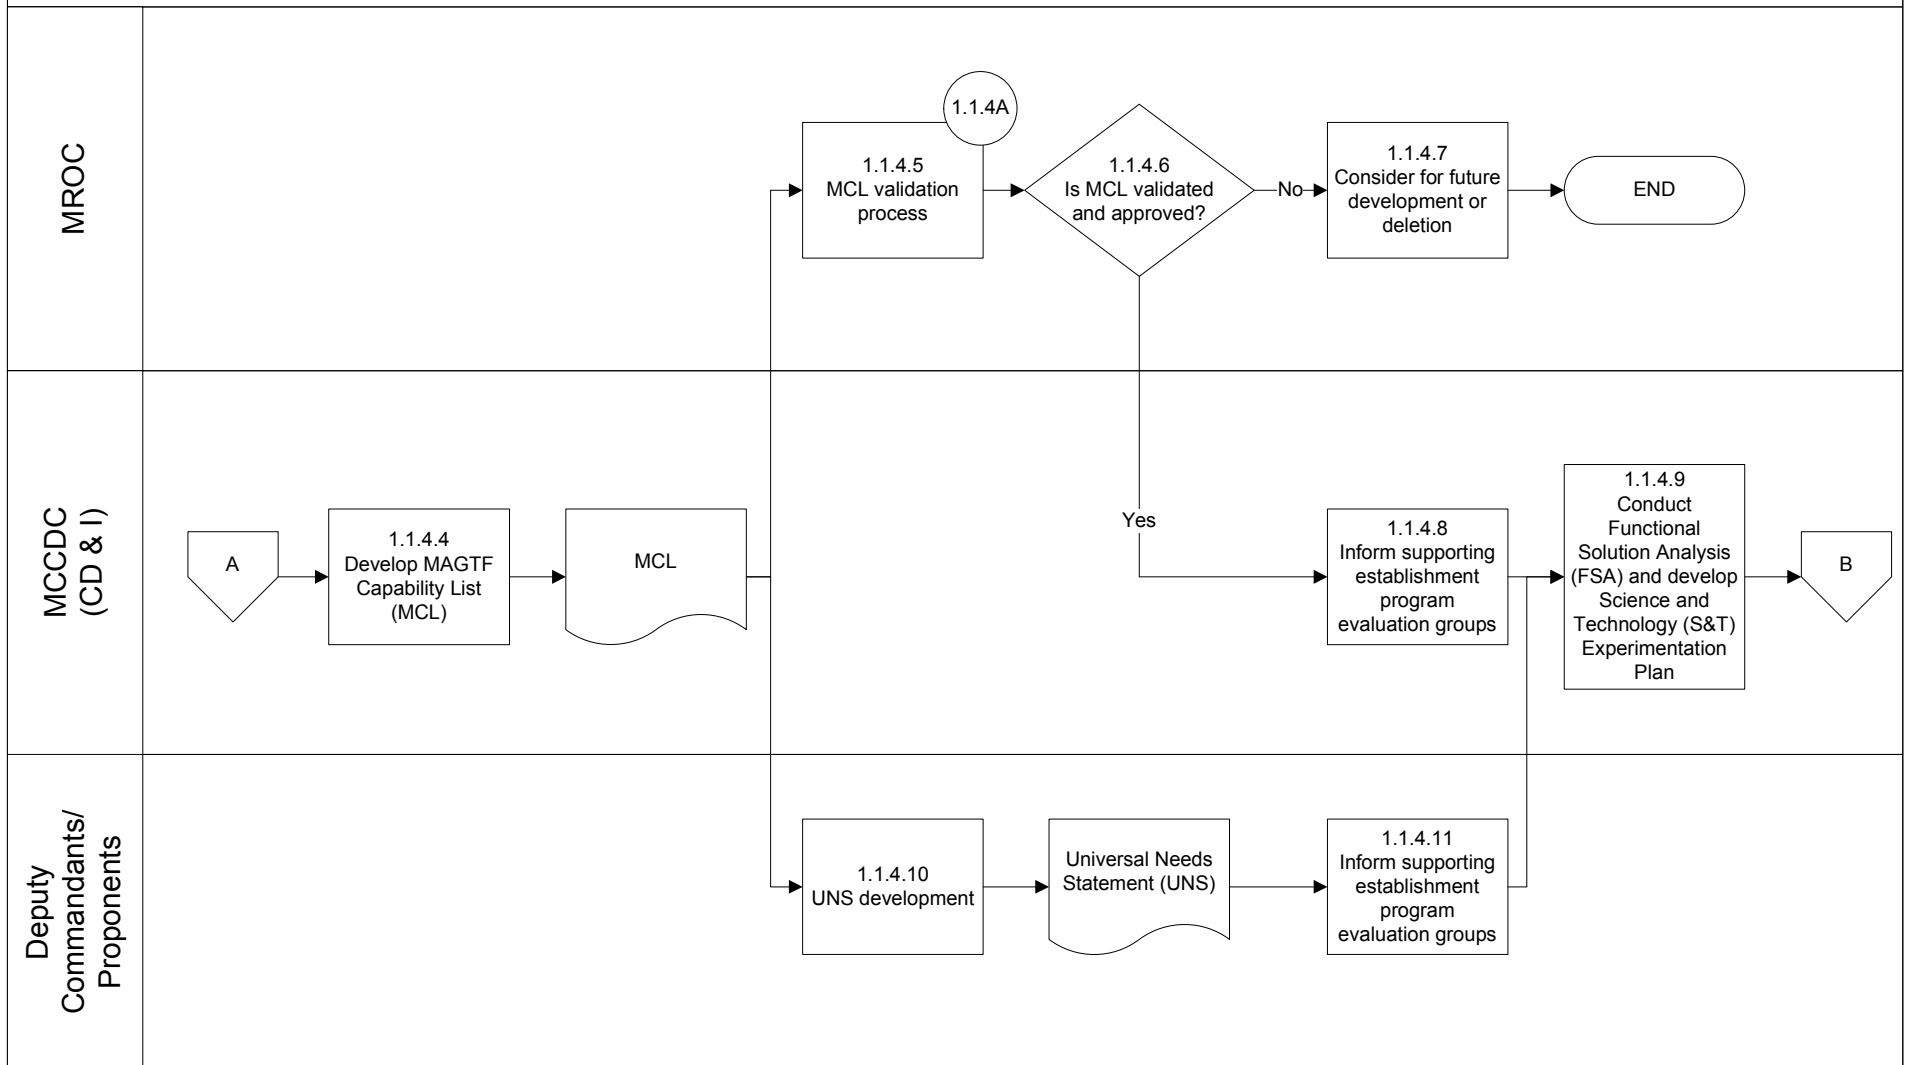 MROC
1.1.4A
1.1.4.5
MCL validation
process
1.1.4.6
Is MCL validated
and approved?
No
1.1.4.7
Consider for future
development or
deletion
END
MCCDC
(CD & I)
A
1.1.4.4
Develop MAGTF
Capability List
(MCL)
MCL
Yes
1.1.4.8
Inform supporting
establishment
program
evaluation groups
1.1.4.9
Conduct
Functional
Solution Analysis
(FSA) and develop
Science and
Technology (S&T)
Experimentation
Plan
B
Deputy
Commandants/
Proponents
1.1.4.10
UNS development
Universal Needs
Statement (UNS)
1.1.4.11
Inform supporting
establishment
program
evaluation groups